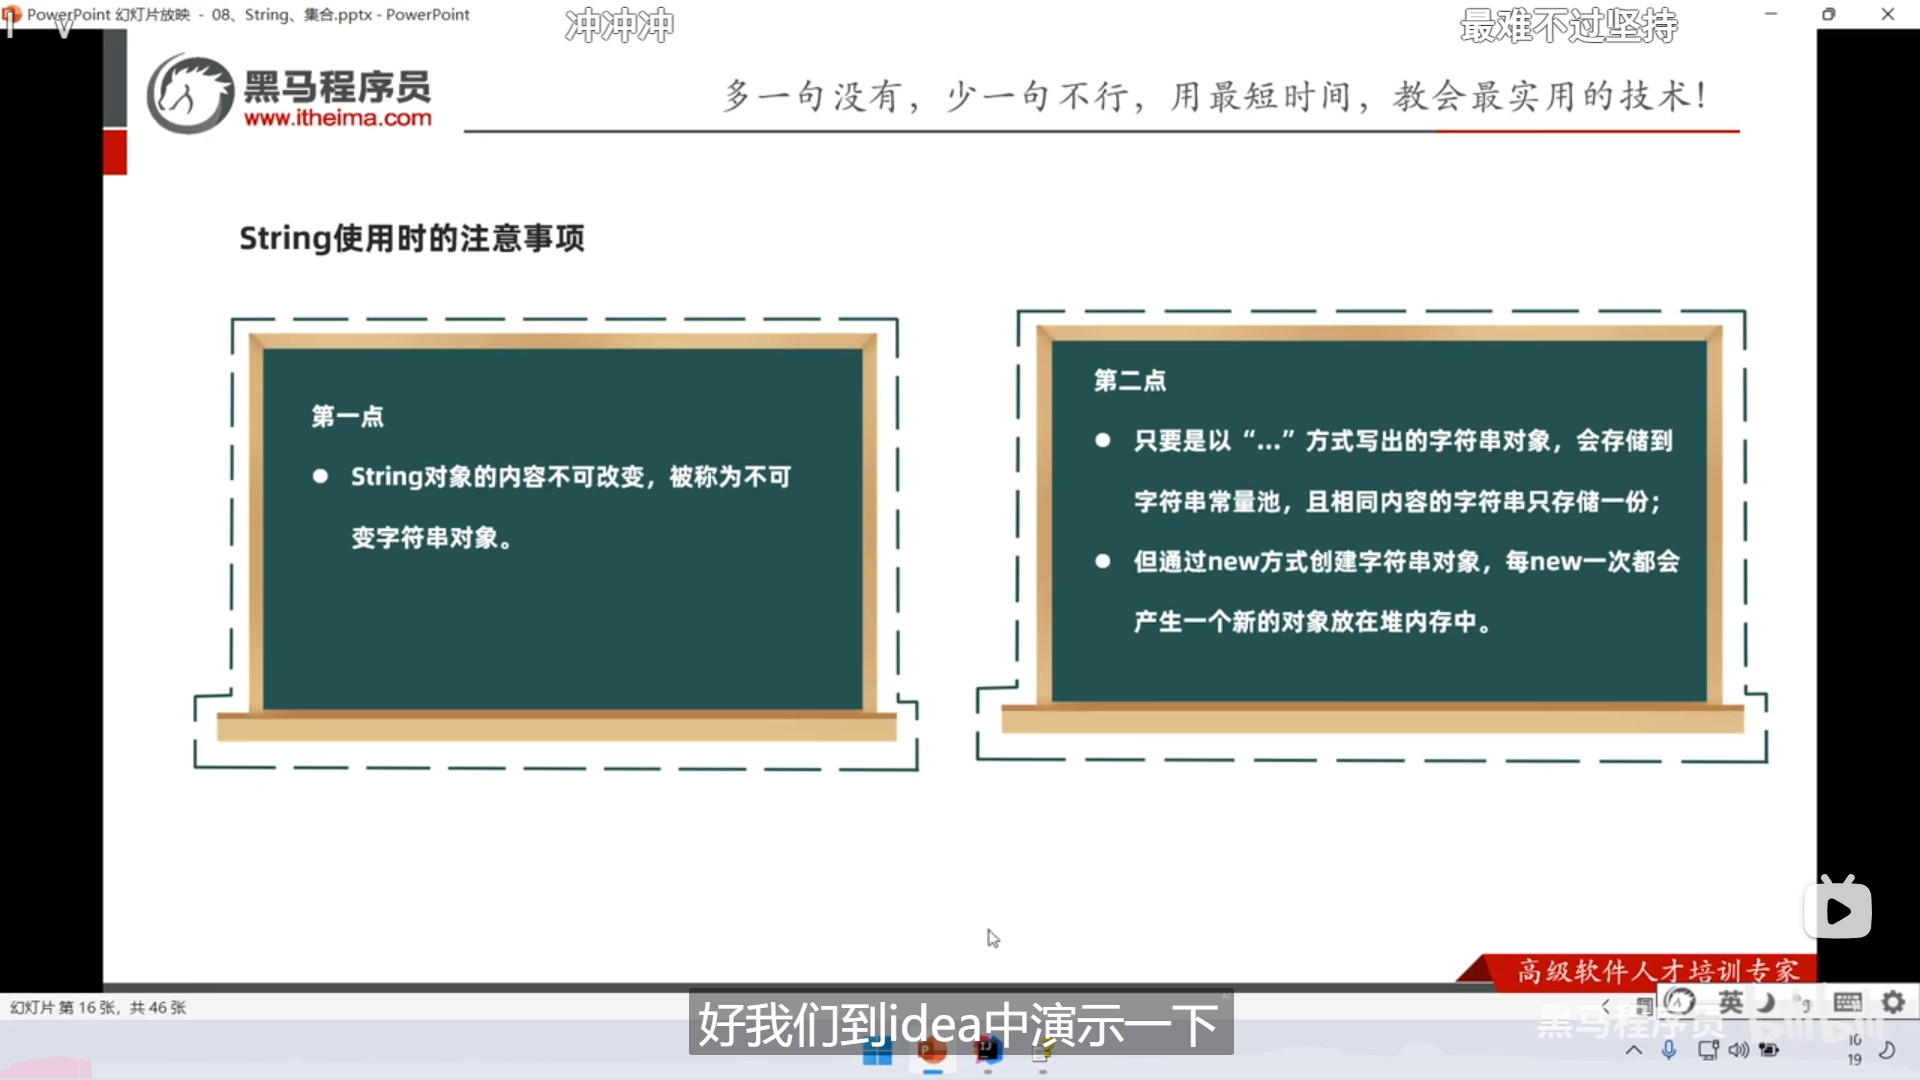 PowerPoint 幻灯片放映 - 08、String、集合.pptx - PowerPoint
冲冲冲
最难不过坚持
黑马程序员
www.itheima.com
多一句没有，少一句不行，用最短时间，教会最实用的技术！
String使用时的注意事项
第一点
String对象的内容不可改变，被称为不可
变字符串对象。
第二点
只要是以“...”方式写出的字符串对象，会存储到
字符串常量池，且相同内容的字符串只存储一份；
但通过new方式创建字符串对象，每new一次都会
产生一个新的对象放在堆内存中。
高级软件人才培训专家
幻灯片 第 16 张，共 46 张
英
黑马程序员
bilibili
好我们到idea中演示一下
AI
19